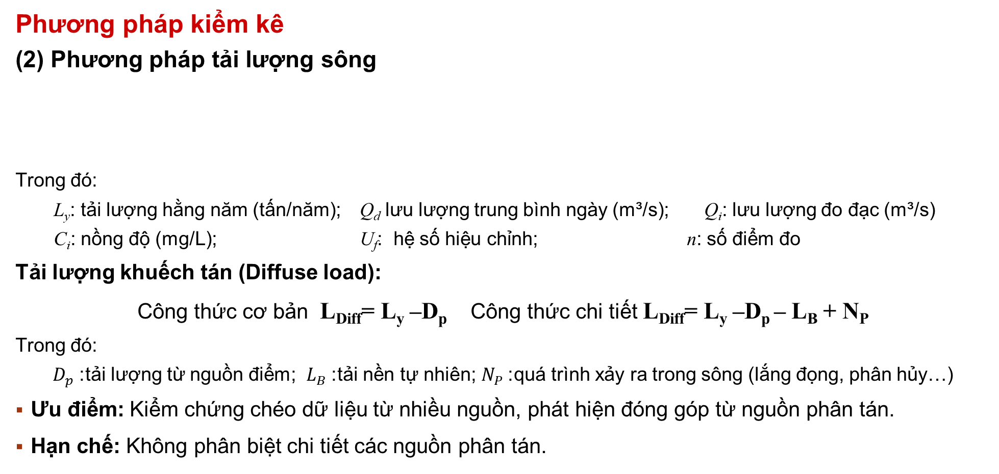 Phương pháp kiểm kê
(2) Phương pháp tải lượng sông
Trong đó:
L_y: tải lượng hằng năm (tấn/năm); Q_d lưu lượng trung bình ngày (m³/s); Q_i: lưu lượng đo đạc (m³/s)
C_i: nồng độ (mg/L); U_f: hệ số hiệu chỉnh; n: số điểm đo
Tải lượng khuếch tán (Diffuse load):
Công thức cơ bản L_Diff= L_y –D_p Công thức chi tiết L_Diff= L_y –D_p – L_B + N_P
Trong đó:
D_p :tải lượng từ nguồn điểm; L_B :tải nền tự nhiên; N_P :quá trình xảy ra trong sông (lắng đọng, phân hủy…)
▪ Ưu điểm: Kiểm chứng chéo dữ liệu từ nhiều nguồn, phát hiện đóng góp từ nguồn phân tán.
▪ Hạn chế: Không phân biệt chi tiết các nguồn phân tán.